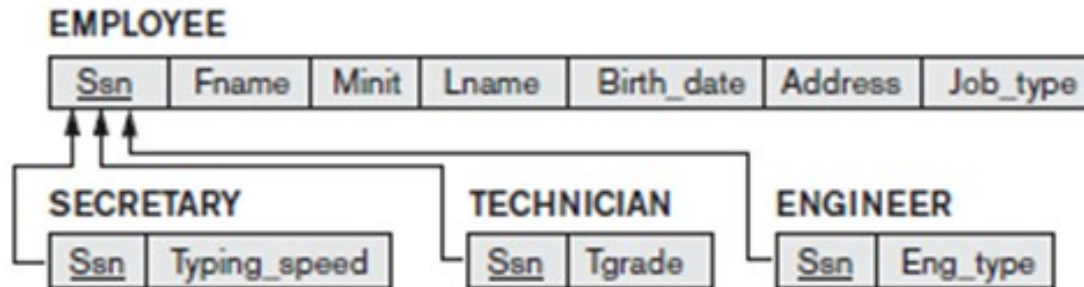 EMPLOYEE
Ssn Fname Minit Lname Birth_date Address Job_type
SECRETARY TECHNICIAN ENGINEER
Ssn Typing_speed Ssn Tgrade Ssn Eng_type